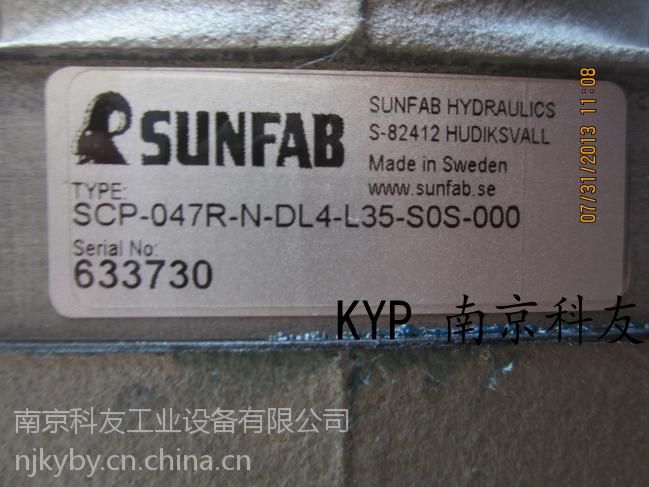 SUNFAB
SUNFAB HYDRAULICS
S-82412 HUDIKSVALL
Made in Sweden
www.sunfab.se
TYPE:
SCP-047R-N-DL4-L35-S0S-000
Serial No:
633730
07/31/2013 11:08
KYP 南京科友
南京科友工业设备有限公司
njkyby.cn.china.cn